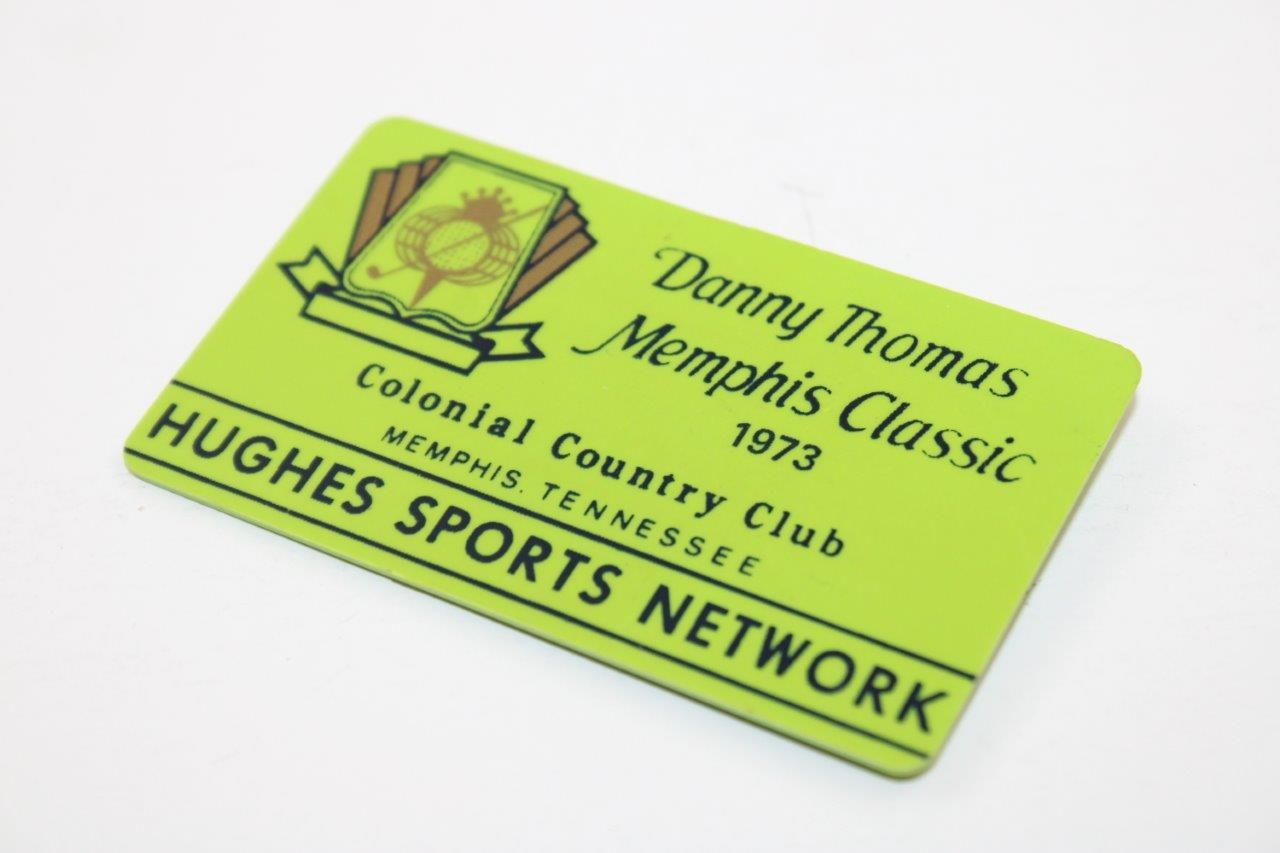 Danny Thomas
Memphis Classic
1973
Colonial Country Club
MEMPHIS, TENNESSEE
HUGHES SPORTS NETWORK